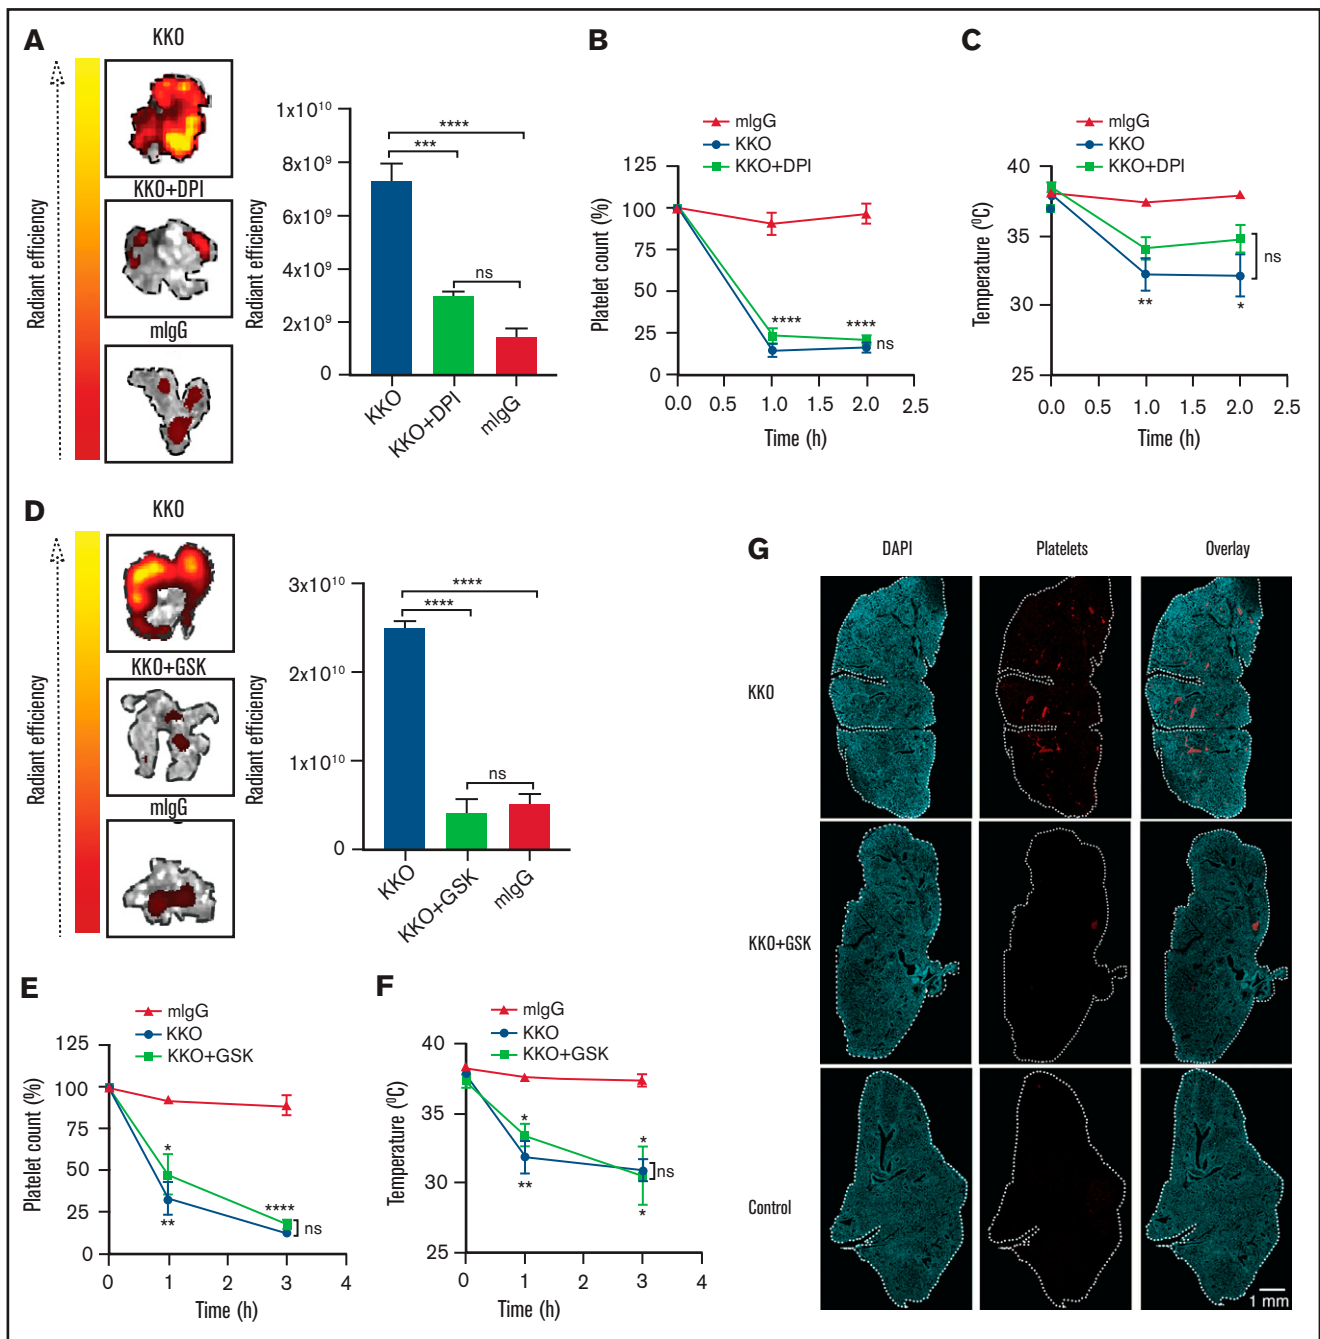 A
KKO
KKO+DPI
mIgG
Radiant efficiency
Radiant efficiency
1x10¹⁰
8x10⁹
6x10⁹
4x10⁹
2x10⁹
0
****
***
ns
KKO
KKO+DPI
mIgG
B
mIgG
KKO
KKO+DPI
Platelet count (%)
125
100
75
50
25
0
****
****
ns
0.0 0.5 1.0 1.5 2.0 2.5
Time (h)
C
mIgG
KKO
KKO+DPI
Temperature (⁰C)
40
35
30
25
ns
**
*
0.0 0.5 1.0 1.5 2.0 2.5
Time (h)
D
KKO
KKO+GSK
mIgG
Radiant efficiency
Radiant efficiency
3x10¹⁰
2x10¹⁰
1x10¹⁰
0
****
****
ns
KKO
KKO+GSK
mIgG
E
mIgG
KKO
KKO+GSK
Platelet count (%)
125
100
75
50
25
0
*
**
****
ns
0 1 2 3 4
Time (h)
F
mIgG
KKO
KKO+GSK
Temperature (⁰C)
40
35
30
25
*
**
*
ns
*
0 1 2 3 4
Time (h)
G
DAPI Platelets Overlay
KKO
KKO+GSK
Control
1 mm